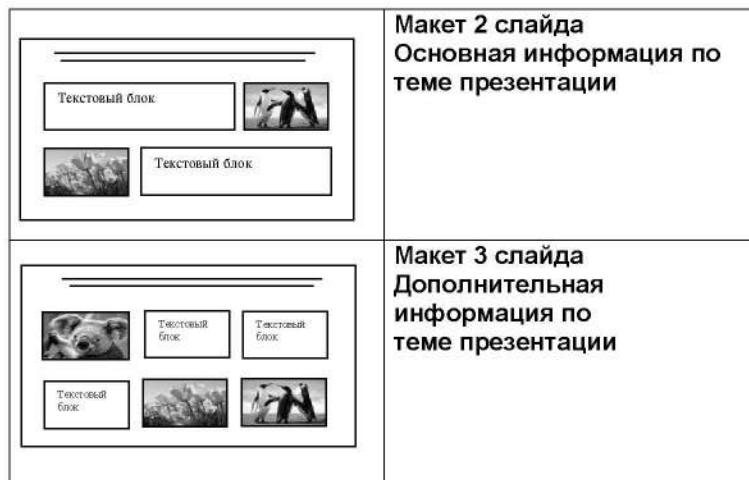 Текстовый блок
Текстовый блок
Макет 2 слайда
Основная информация по
теме презентации
Текстовый
блок
Текстовый
блок
Текстовый
блок
Макет 3 слайда
Дополнительная
информация по
теме презентации